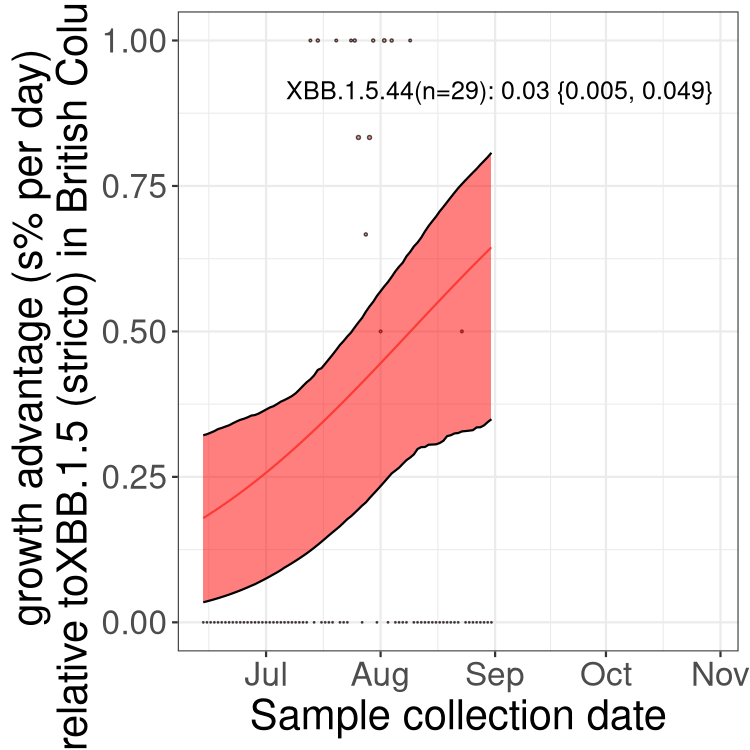 growth advantage (s% per day)
relative toXBB.1.5 (stricto) in British Colu
1.00
0.75
0.50
0.25
0.00
XBB.1.5.44(n=29): 0.03 {0.005, 0.049}
Jul Aug Sep Oct Nov
Sample collection date